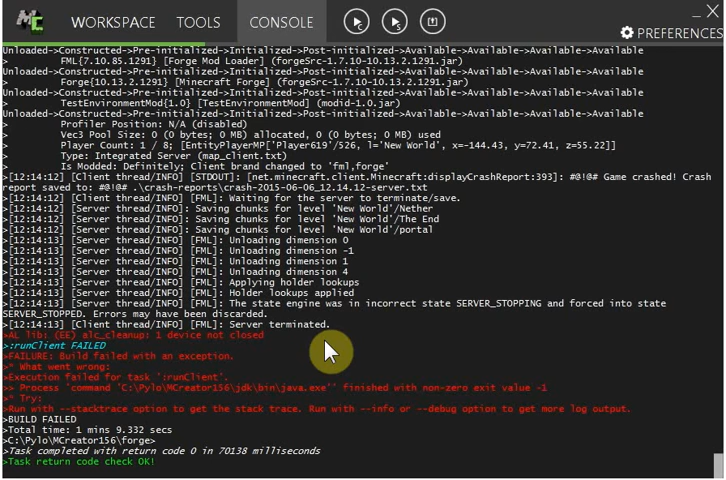 WORKSPACE TOOLS CONSOLE
PREFERENCES
Unloaded->Constructed->Pre-initialized->Initialized->Post-initialized->Available->Available->Available->Available
> FML{7.10.85.1291} [Forge Mod Loader] (forgeSrc-1.7.10-10.13.2.1291.jar)
Unloaded->Constructed->Pre-initialized->Initialized->Post-initialized->Available->Available->Available->Available
> Forge{10.13.2.1291} [Minecraft Forge] (forgeSrc-1.7.10-10.13.2.1291.jar)
Unloaded->Constructed->Pre-initialized->Initialized->Post-initialized->Available->Available->Available->Available
> TestEnvironmentMod{1.0} [TestEnvironmentMod] (modid-1.0.jar)
Unloaded->Constructed->Pre-initialized->Initialized->Post-initialized->Available->Available->Available->Available
> Profiler Position: N/A (disabled)
> Vec3 Pool Size: 0 (0 bytes; 0 MB) allocated, 0 (0 bytes; 0 MB) used
> Player Count: 1 / 8; [EntityPlayerMP['Player619'/526, l='New World', x=-144.43, y=72.41, z=55.22]]
> Type: Integrated Server (map_client.txt)
> Is Modded: Definitely; Client brand changed to 'fml,forge'
>[12:14:12] [Client thread/INFO] [STDOUT]: [net.minecraft.client.Minecraft:displayCrashReport:393]: #@!@# Game crashed! Crash
report saved to: #@!@# .\crash-reports\crash-2015-06-06_12.14.12-server.txt
>[12:14:12] [Client thread/INFO] [FML]: Waiting for the server to terminate/save.
>[12:14:12] [Server thread/INFO]: Saving chunks for level 'New World'/Nether
>[12:14:12] [Server thread/INFO]: Saving chunks for level 'New World'/The End
>[12:14:12] [Server thread/INFO]: Saving chunks for level 'New World'/portal
>[12:14:13] [Server thread/INFO] [FML]: Unloading dimension 0
>[12:14:13] [Server thread/INFO] [FML]: Unloading dimension -1
>[12:14:13] [Server thread/INFO] [FML]: Unloading dimension 1
>[12:14:13] [Server thread/INFO] [FML]: Unloading dimension 4
>[12:14:13] [Server thread/INFO] [FML]: Applying holder lookups
>[12:14:13] [Server thread/INFO] [FML]: Holder lookups applied
>[12:14:13] [Server thread/INFO] [FML]: The state engine was in incorrect state SERVER_STOPPING and forced into state
SERVER_STOPPED. Errors may have been discarded.
>[12:14:13] [Client thread/INFO] [FML]: Server terminated.
>AL lib: (EE) alc_cleanup: 1 device not closed
>:runClient FAILED
>FAILURE: Build failed with an exception.
>* What went wrong:
>Execution failed for task ':runClient'.
>> Process 'command 'C:\Pylo\MCreator156\jdk\bin\java.exe'' finished with non-zero exit value -1
>* Try:
>Run with --stacktrace option to get the stack trace. Run with --info or --debug option to get more log output.
>BUILD FAILED
>Total time: 1 mins 9.332 secs
>C:\Pylo\MCreator156\forge>
>Task completed with return code 0 in 70138 milliseconds
>Task return code check OK!